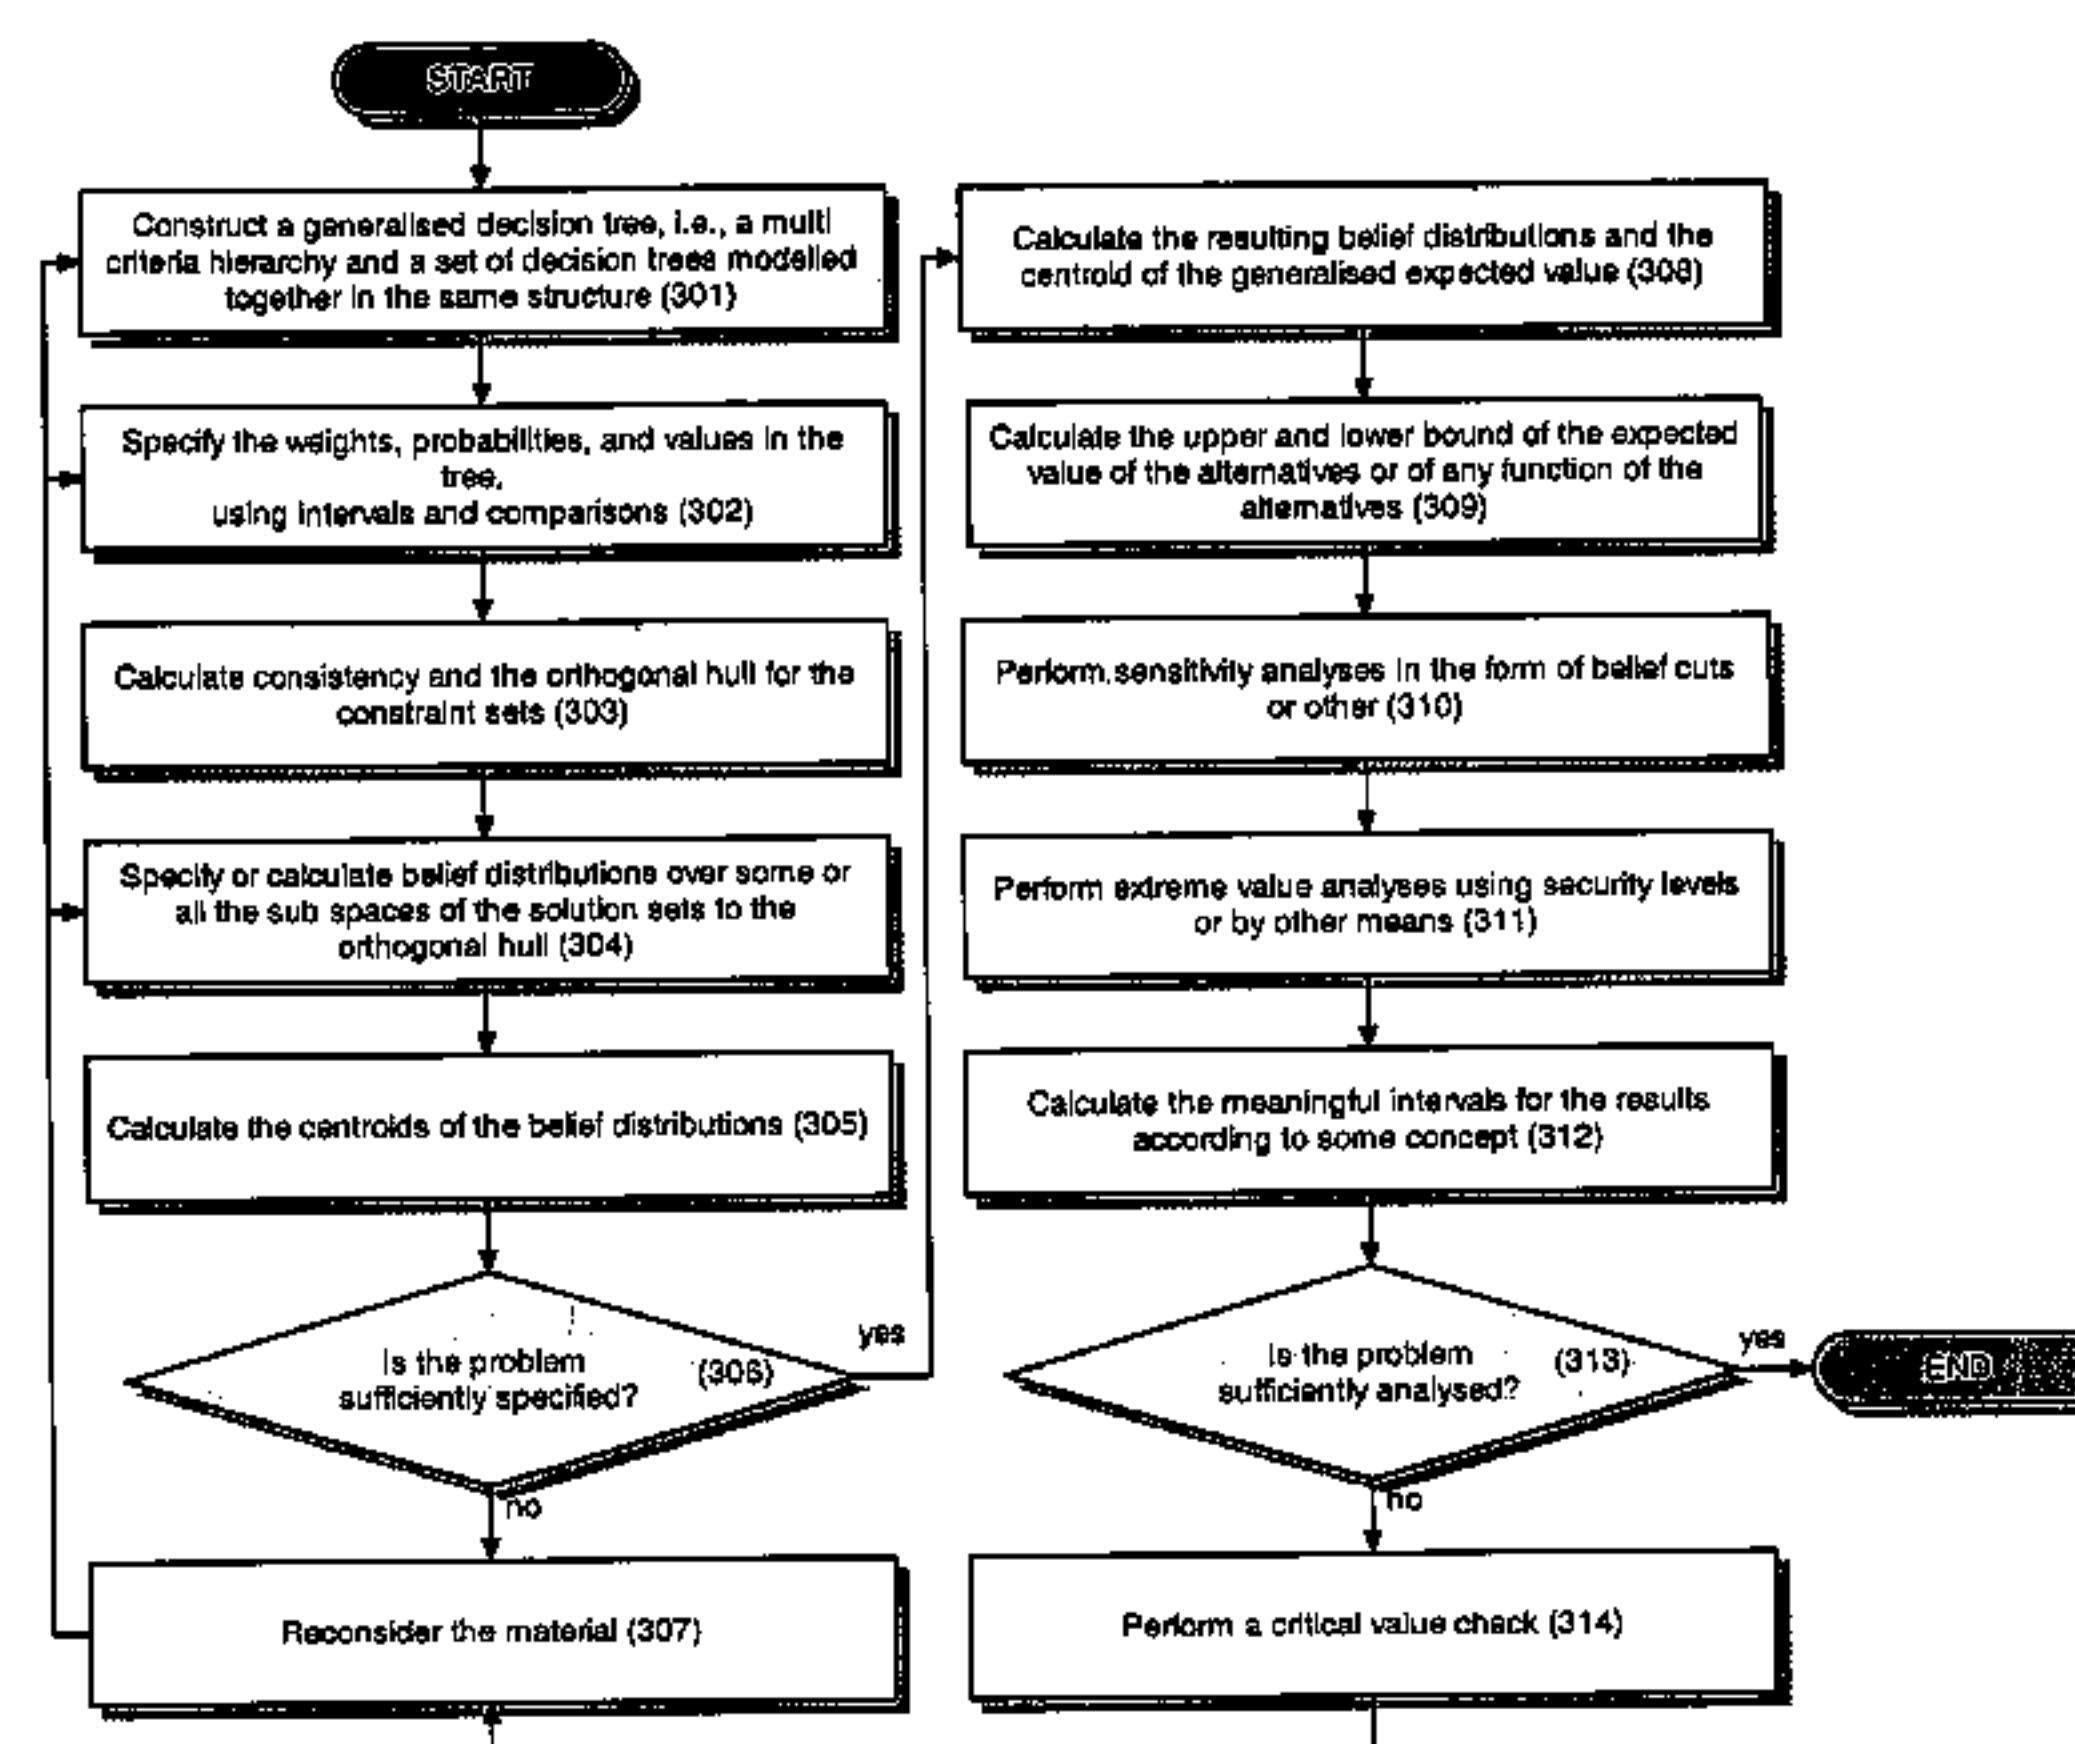 START
Construct a generalised decision tree, i.e., a multi
criteria hierarchy and a set of decision trees modelled
together in the same structure (301)
Specify the weights, probabilities, and values in the
tree,
using intervals and comparisons (302)
Calculate consistency and the orthogonal hull for the
constraint sets (303)
Specify or calculate belief distributions over some or
all the sub spaces of the solution sets to the
orthogonal hull (304)
Calculate the centroids of the belief distributions (305)
Is the problem
sufficiently specified?
(306)
yes
no
Reconsider the material (307)
Calculate the resulting belief distributions and the
centroid of the generalised expected value (308)
Calculate the upper and lower bound of the expected
value of the alternatives or of any function of the
alternatives (309)
Perform sensitivity analyses in the form of belief cuts
or other (310)
Perform extreme value analyses using security levels
or by other means (311)
Calculate the meaningful intervals for the results
according to some concept (312)
Is the problem
sufficiently analysed?
(313)
yes
END
no
Perform a critical value check (314)